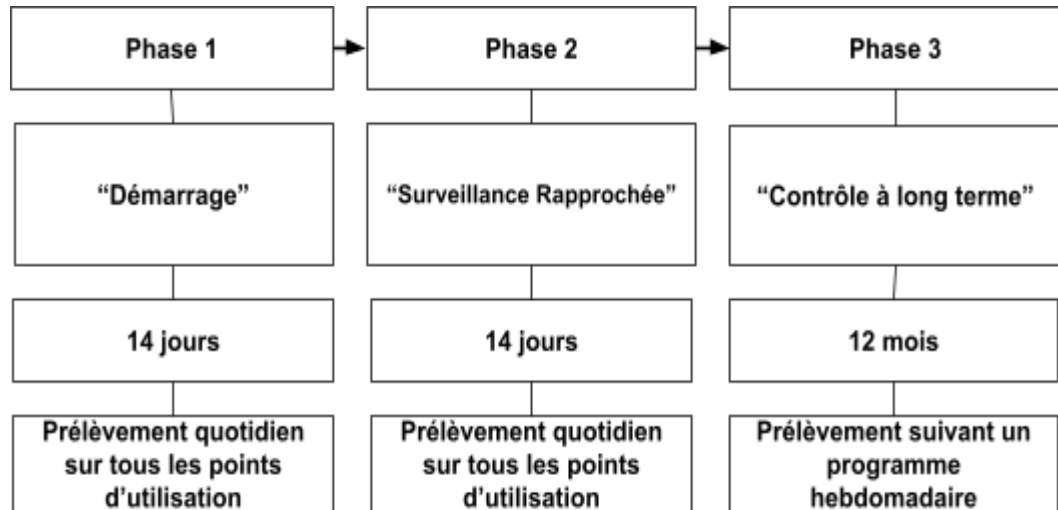 Phase 1
Phase 2
Phase 3
“Démarrage”
“Surveillance Rapprochée”
“Contrôle à long terme”
14 jours
14 jours
12 mois
Prélèvement quotidien
sur tous les points
d’utilisation
Prélèvement quotidien
sur tous les points
d’utilisation
Prélèvement suivant un
programme
hebdomadaire